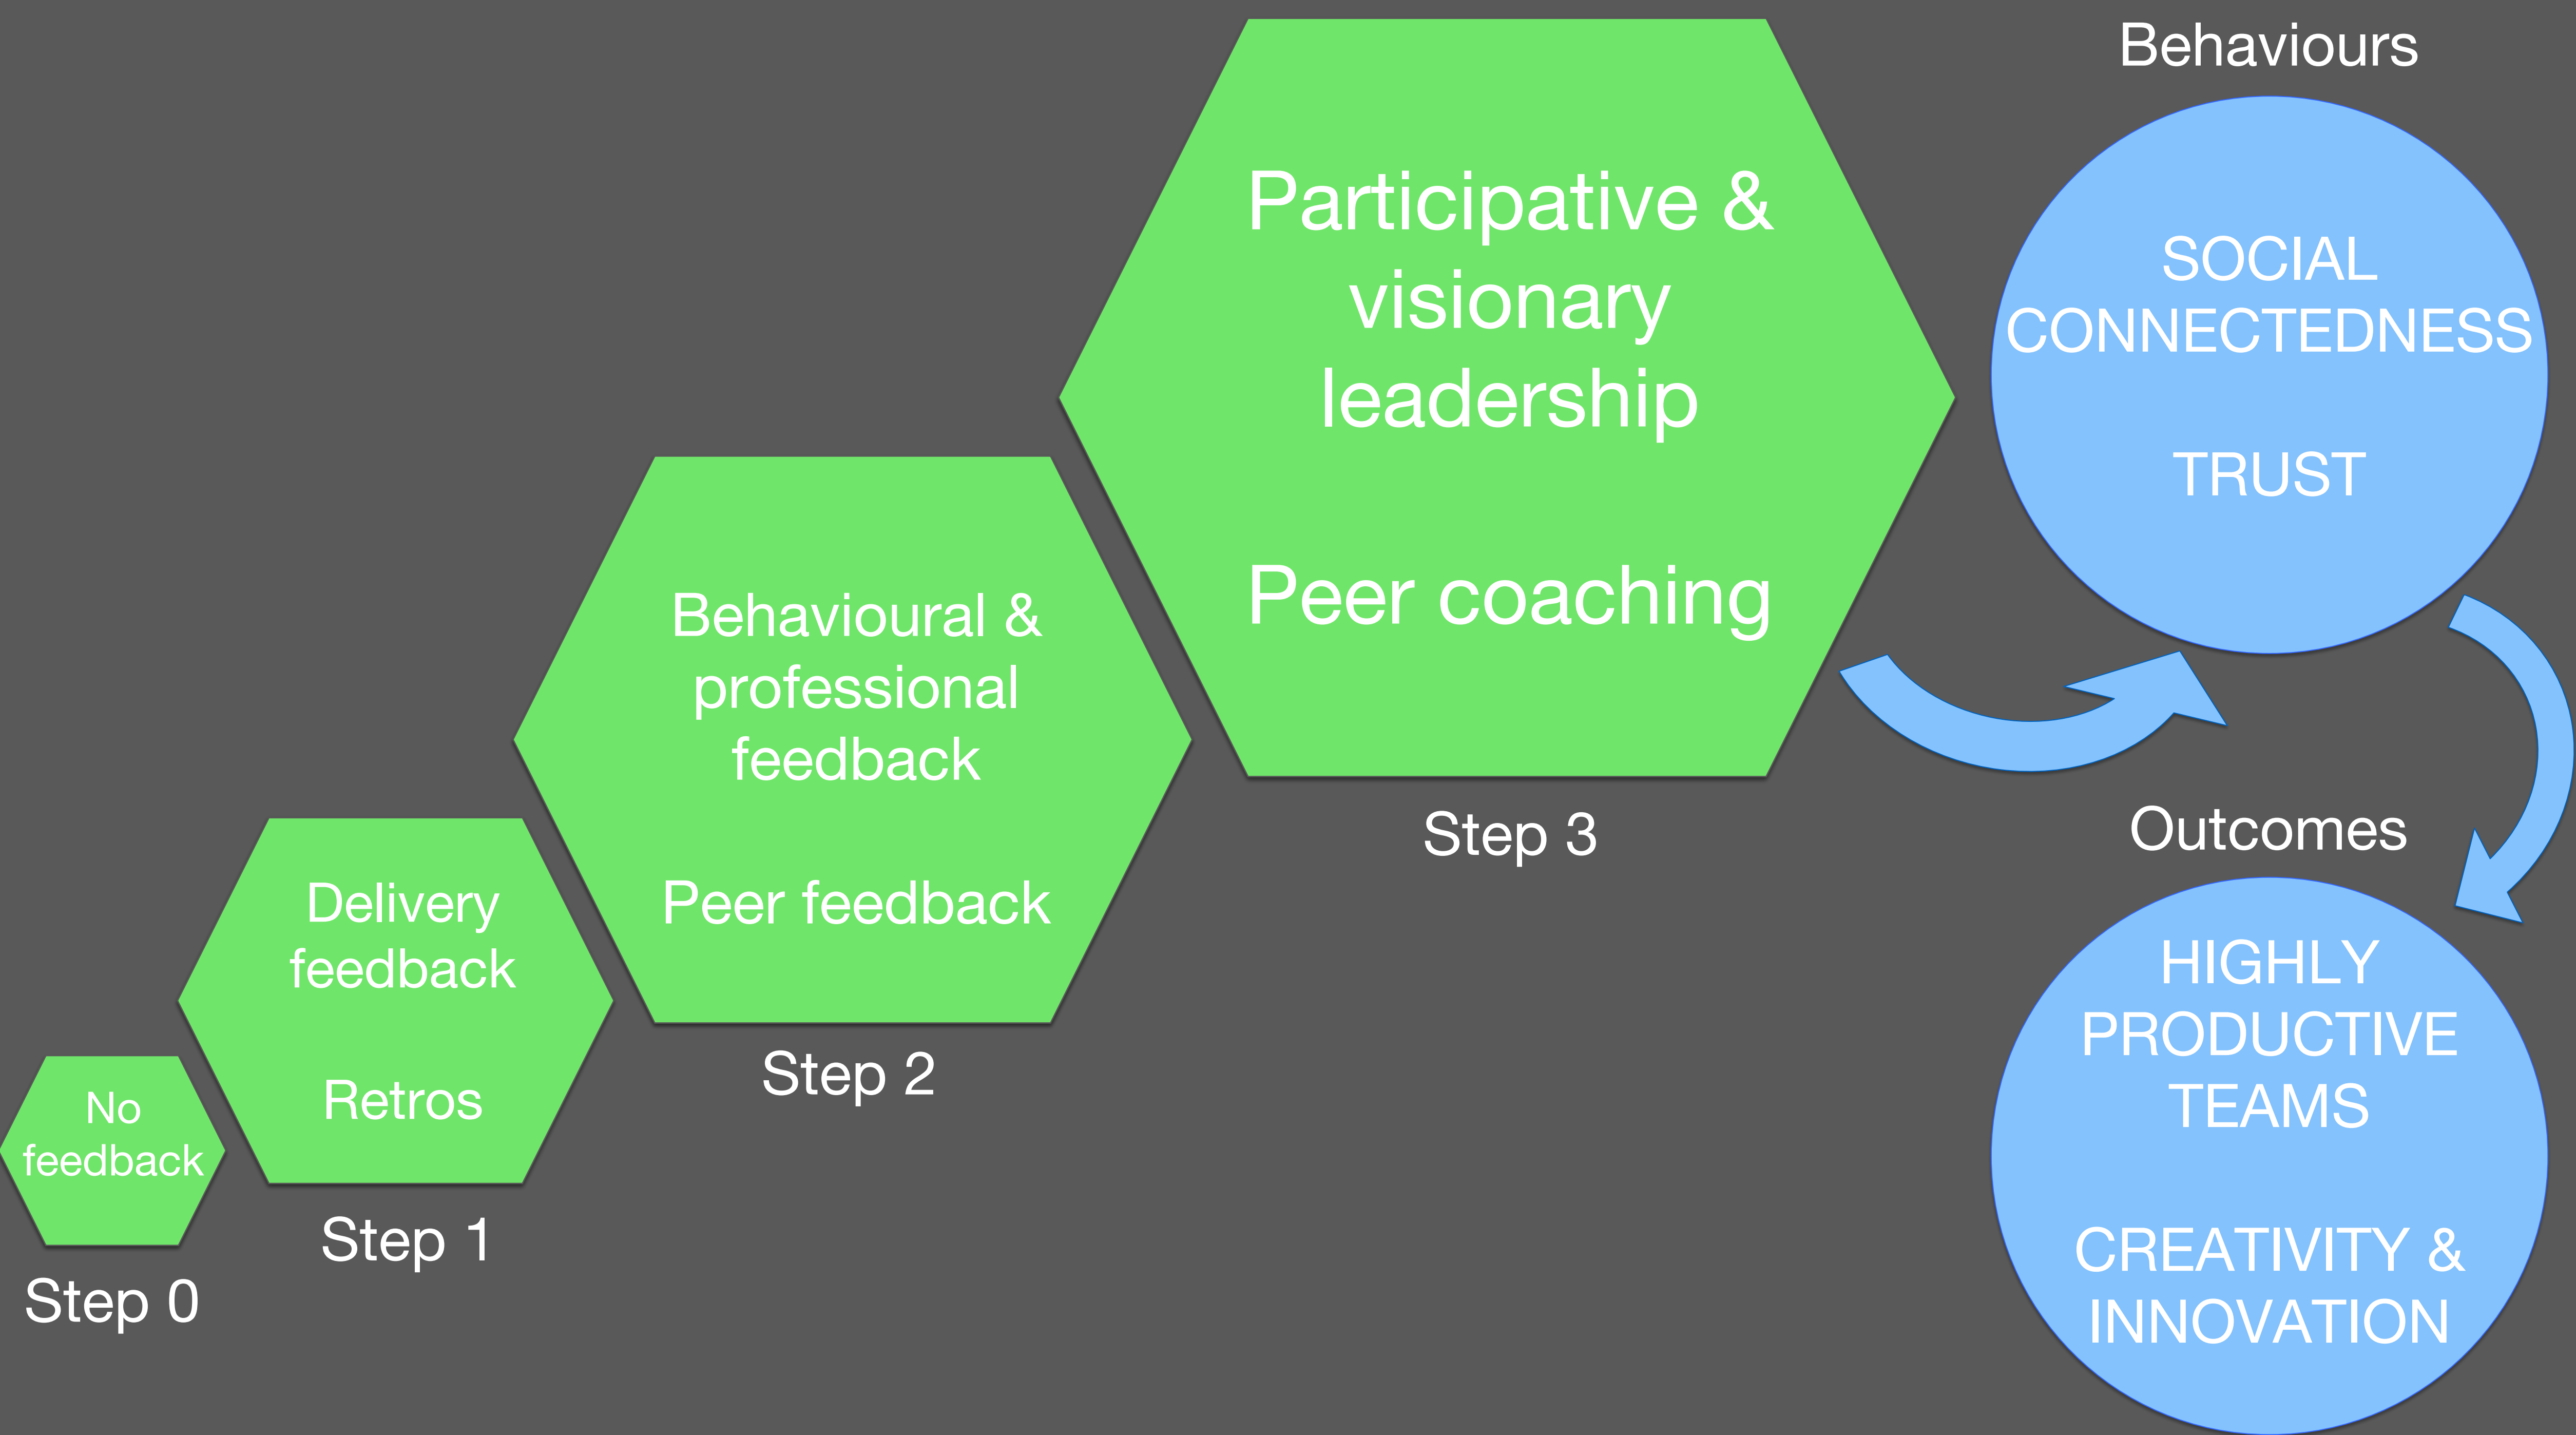 No
feedback
Step 0
Delivery
feedback
Retros
Step 1
Behavioural &
professional
feedback
Peer feedback
Step 2
Participative &
visionary
leadership
Peer coaching
Step 3
Behaviours
SOCIAL
CONNECTEDNESS
TRUST
Outcomes
HIGHLY
PRODUCTIVE
TEAMS
CREATIVITY &
INNOVATION